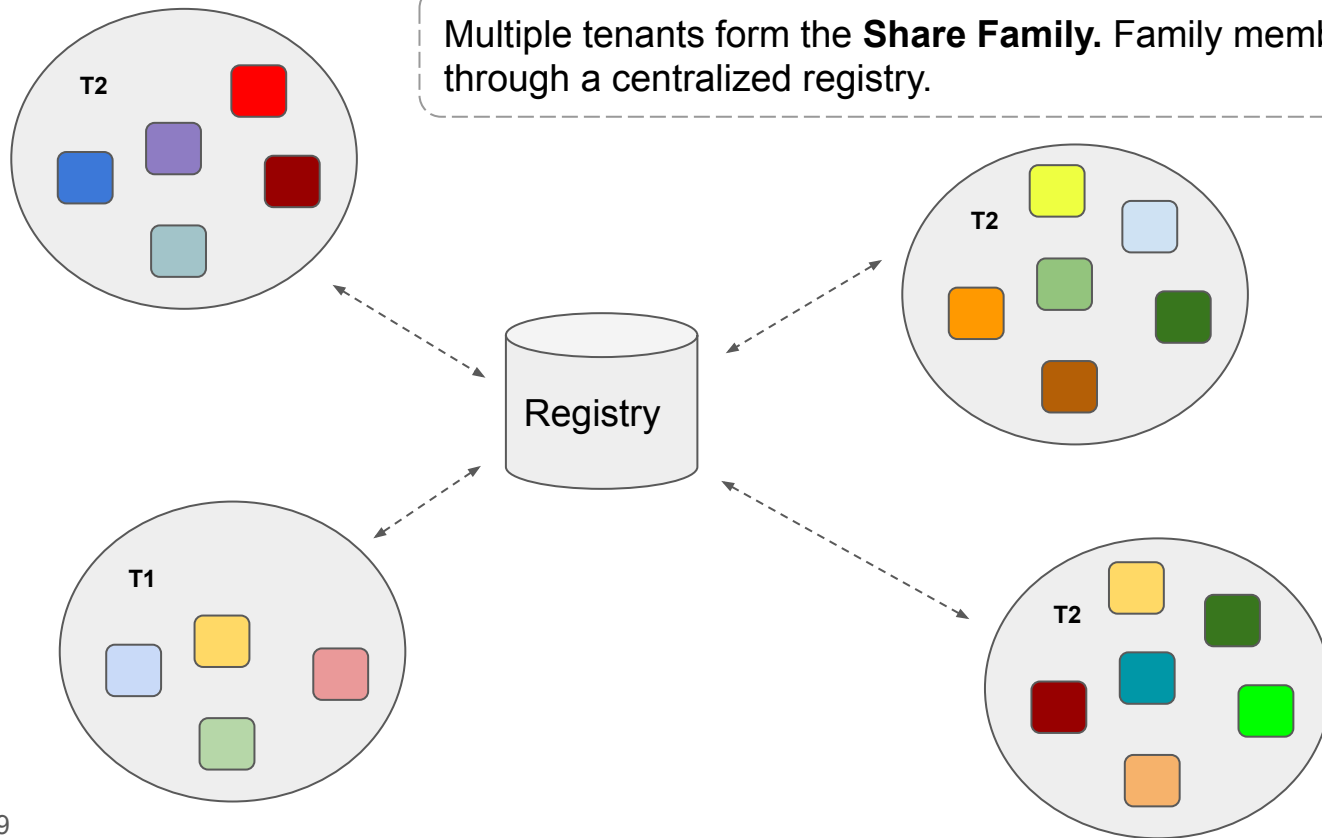 Multiple tenants form the Share Family. Family memb
through a centralized registry.
T2
T2
Registry
T1
T2
9